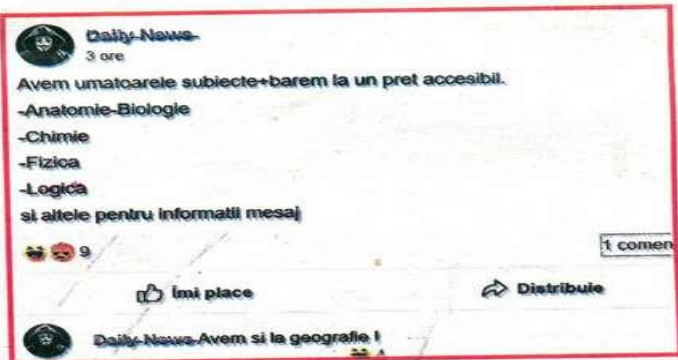 Daily-News-
3 ore
Avem umatoarele subiecte+barem la un pret accesibil.
-Anatomie-Biologie
-Chimie
-Fizica
-Logica
si altele pentru informatii mesaj
9
1 comen
Îmi place
Distribuie
Daily-News Avem si la geografie !